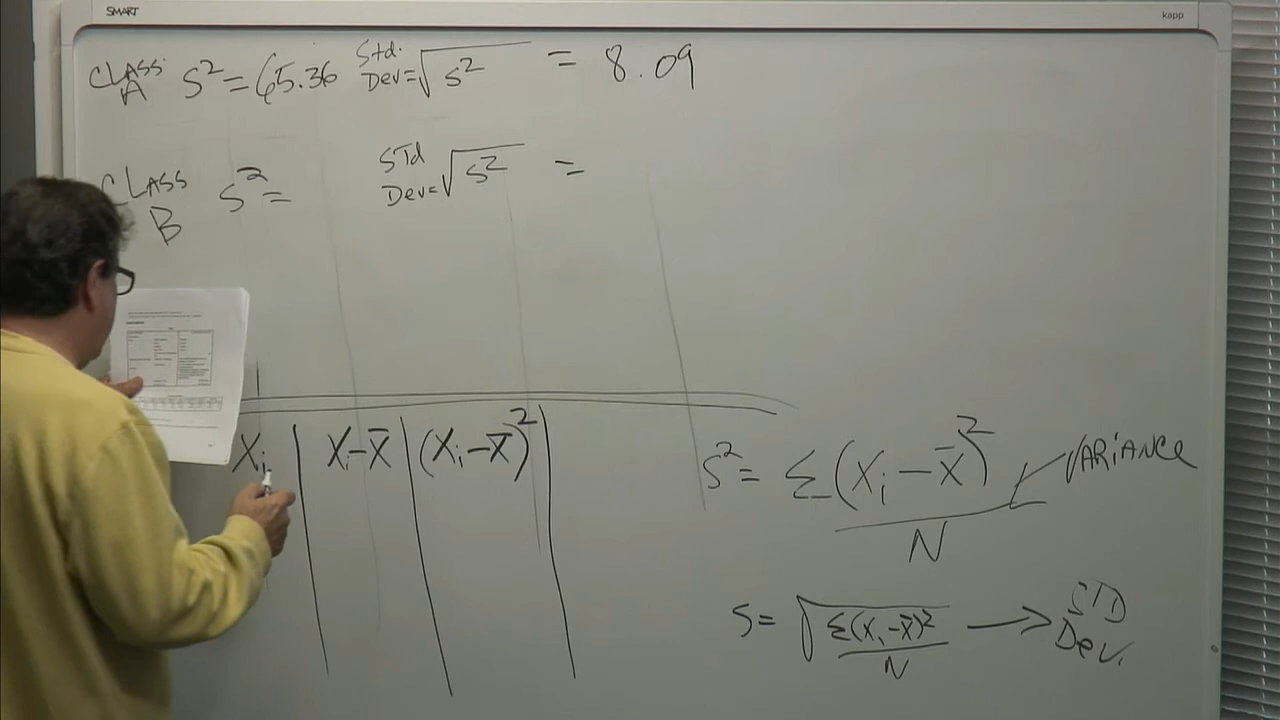 SMART
kapp
CLASS A S² = 65.36 Std. Dev = √S² = 8.09
CLASS B S² = STD Dev = √S² =
Xᵢ | Xᵢ-X̄ | (Xᵢ-X̄)²
S² = Σ(Xᵢ-X̄)² / N VARIANCE
S = √Σ(Xᵢ-X̄)² / N → STD Dev.